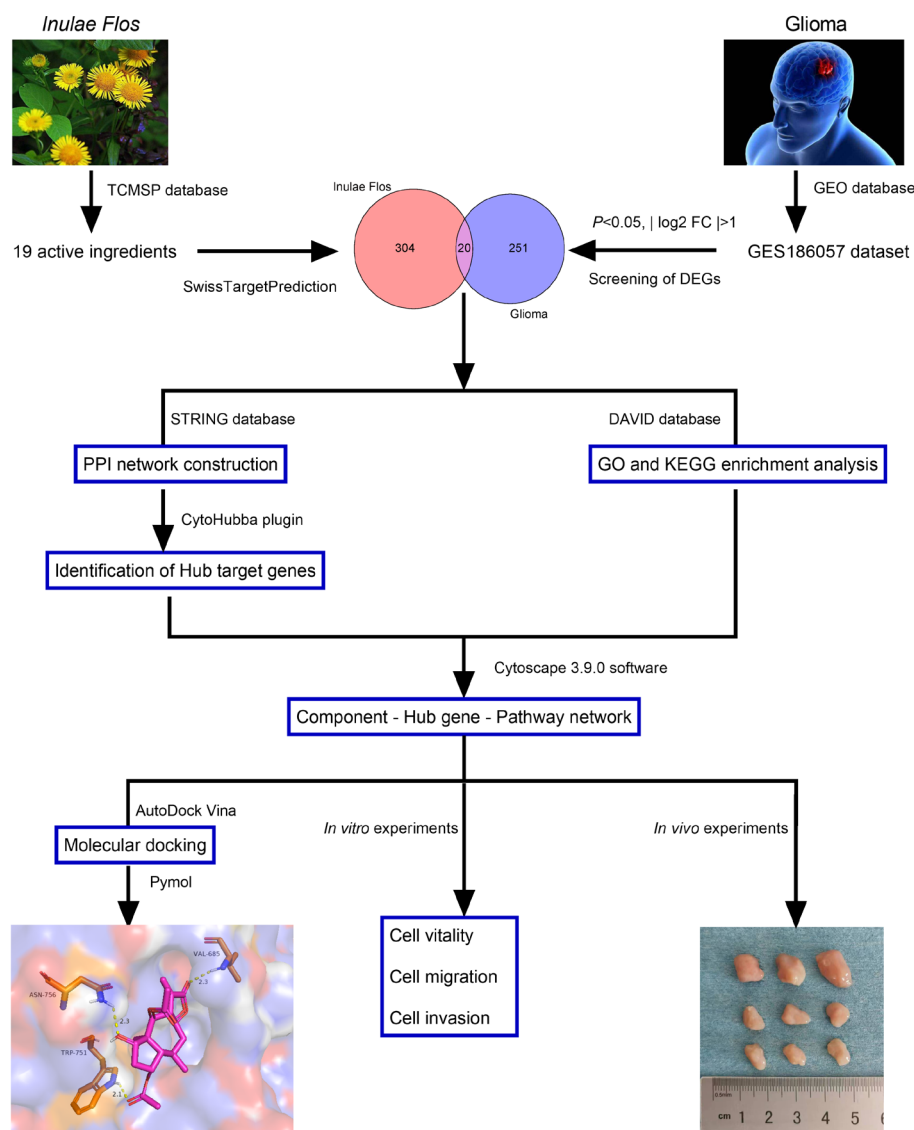 Inulae Flos
Glioma
TCMSP database
GEO database
Inulae Flos
P<0.05, | log2 FC |>1
304
20
251
19 active ingredients
GES186057 dataset
SwissTargetPrediction
Screening of DEGs
Glioma
STRING database
DAVID database
PPI network construction
GO and KEGG enrichment analysis
CytoHubba plugin
Identification of Hub target genes
Cytoscape 3.9.0 software
Component - Hub gene - Pathway network
AutoDock Vina
In vitro experiments
In vivo experiments
Molecular docking
Pymol
Cell vitality
Cell migration
Cell invasion
VAL-685
2.3
ASN-756
2.3
TRP-751
2.1
0.5mm
cm 1 2 3 4 5 6